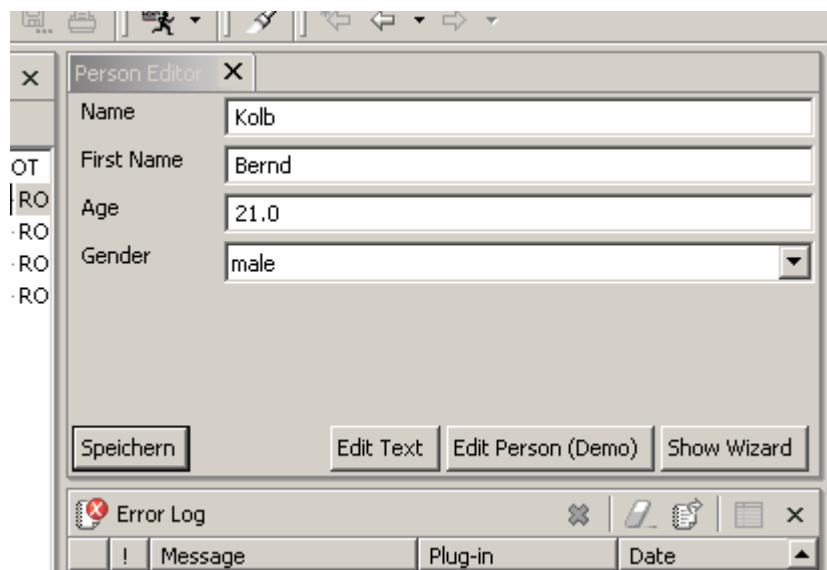 Person Editor
Name Kolb
OT
First Name Bernd
RO
Age 21.0
RO
Gender male
RO
RO
Speichern Edit Text Edit Person (Demo) Show Wizard
Error Log
! Message Plug-in Date